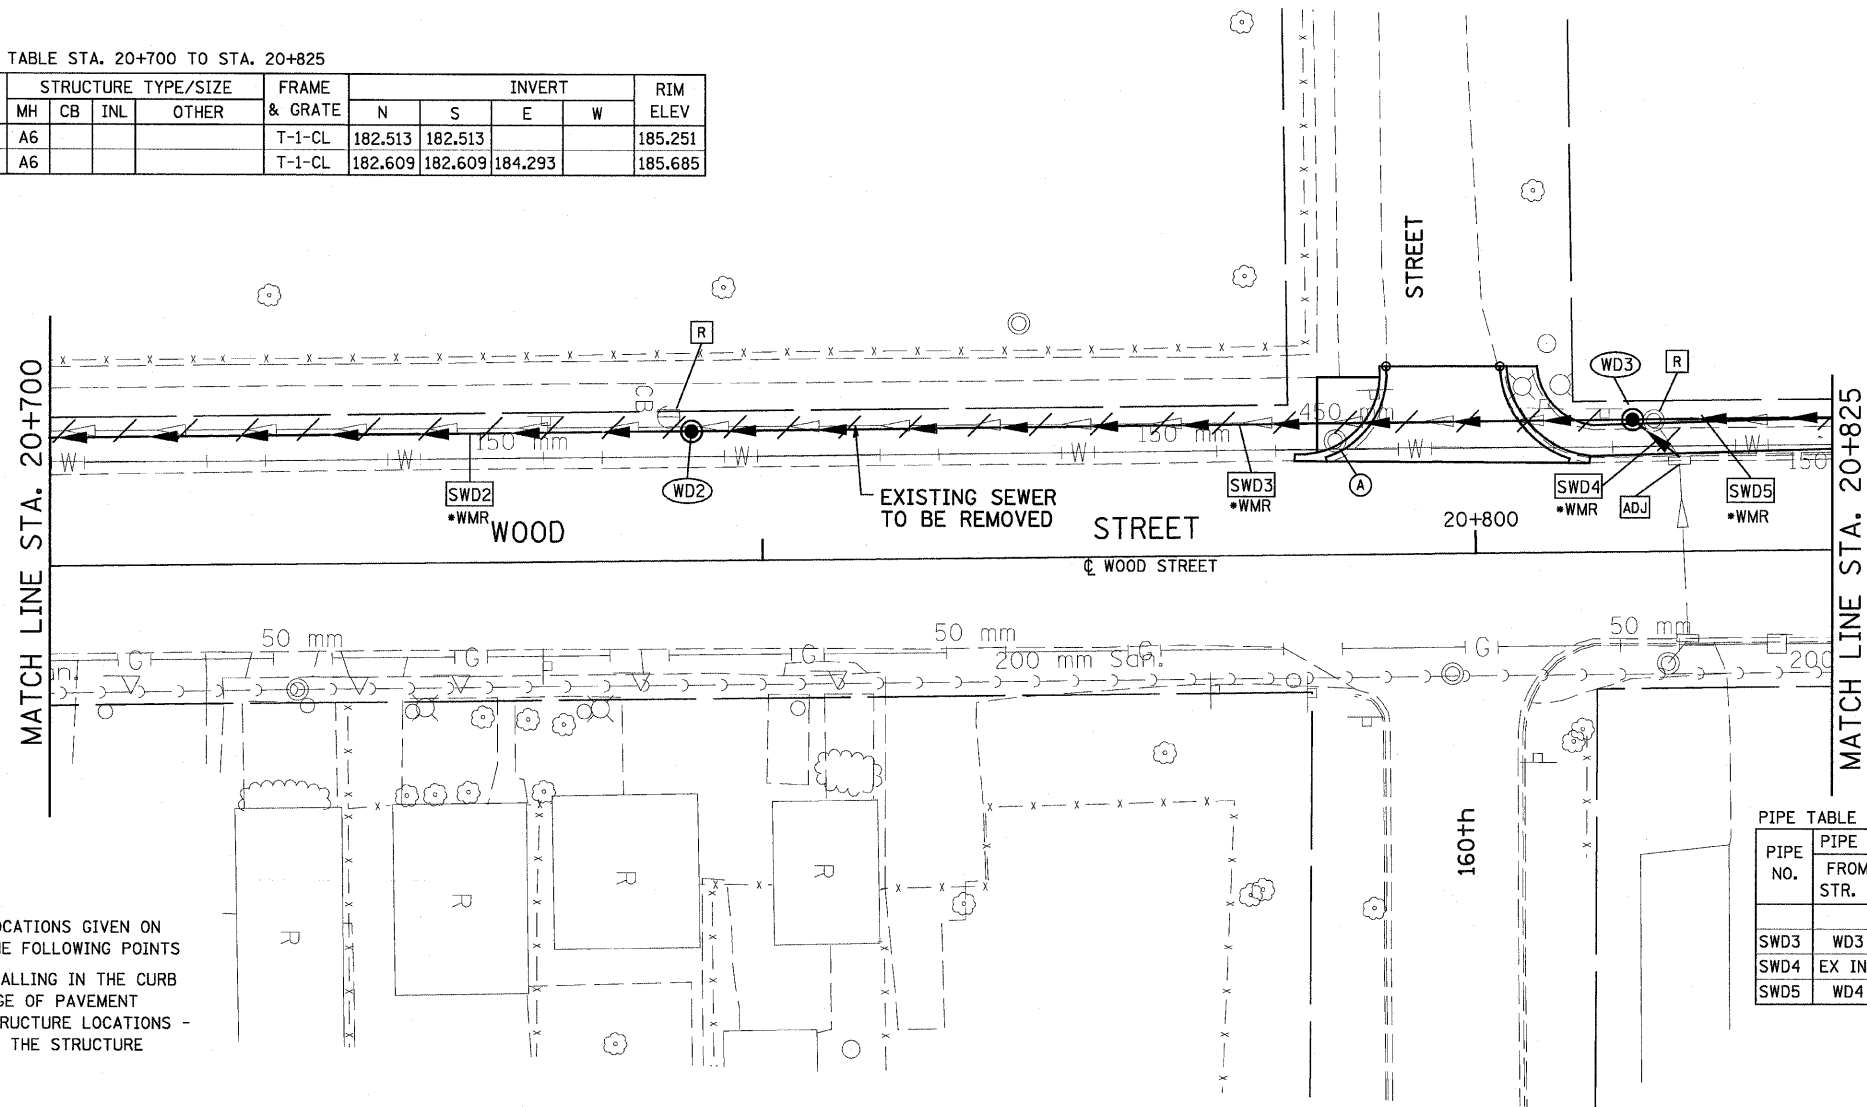 TABLE STA. 20+700 TO STA. 20+825
STRUCTURE TYPE/SIZE FRAME & GRATE INVERT RIM ELEV
MH CB INL OTHER N S E W
A6 T-1-CL 182.513 182.513 185.251
A6 T-1-CL 182.609 182.609 184.293 185.685
STREET
MATCH LINE STA. 20+700
R
CB
WD3
R
450 mm
150 mm
150 mm
150
W
W
W
W
W
W
SWD2
*WMR
WD2
EXISTING SEWER
TO BE REMOVED
SWD3
*WMR
A
SWD4
*WMR
ADJ
SWD5
*WMR
WOOD STREET
20+800
℄ WOOD STREET
MATCH LINE STA. 20+825
50 mm
50 mm
50 mm
G
G
G
G
G
an.
200 mm San.
200
160th
R
R
R
R
PIPE TABLE
PIPE NO. PIPE
FROM STR.
SWD3 WD3
SWD4 EX IN
SWD5 WD4
OCATIONS GIVEN ON
E FOLLOWING POINTS
ALLING IN THE CURB
GE OF PAVEMENT
RUCTURE LOCATIONS -
THE STRUCTURE